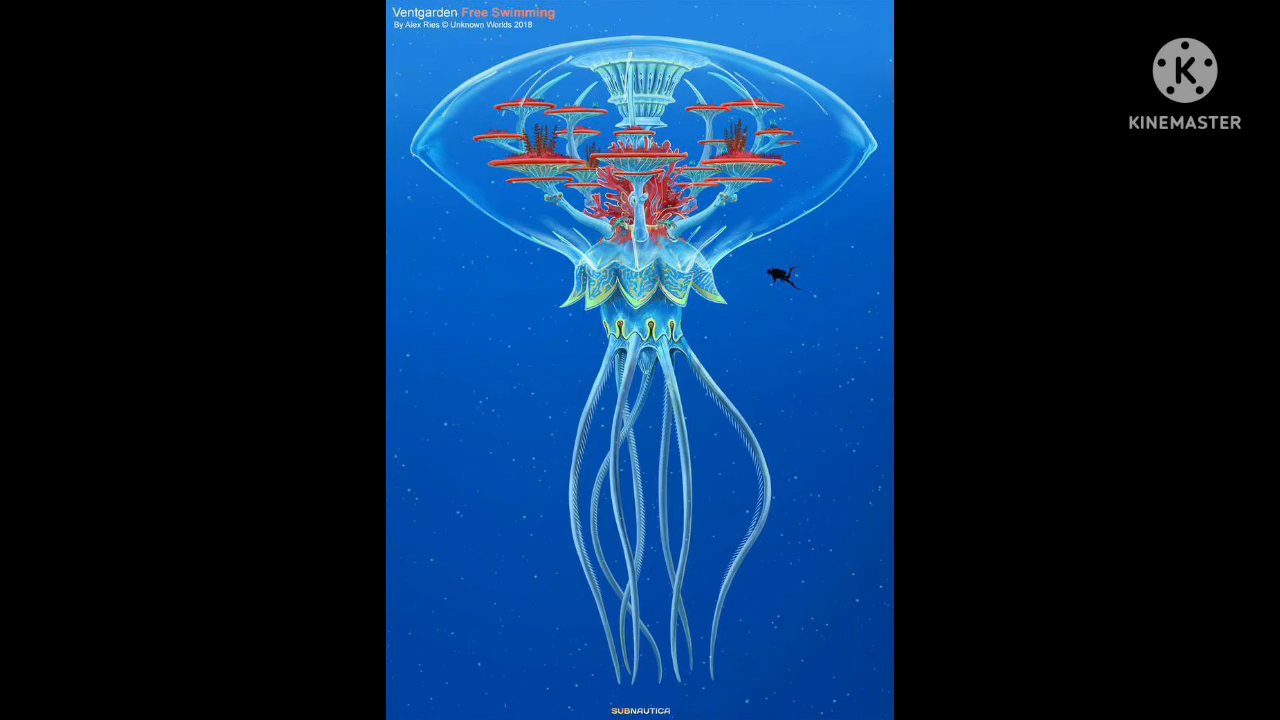 Ventgarden Free Swimming
By Alex Ries © Unknown Worlds 2018
K
KINEMASTER
SUBNAUTICA